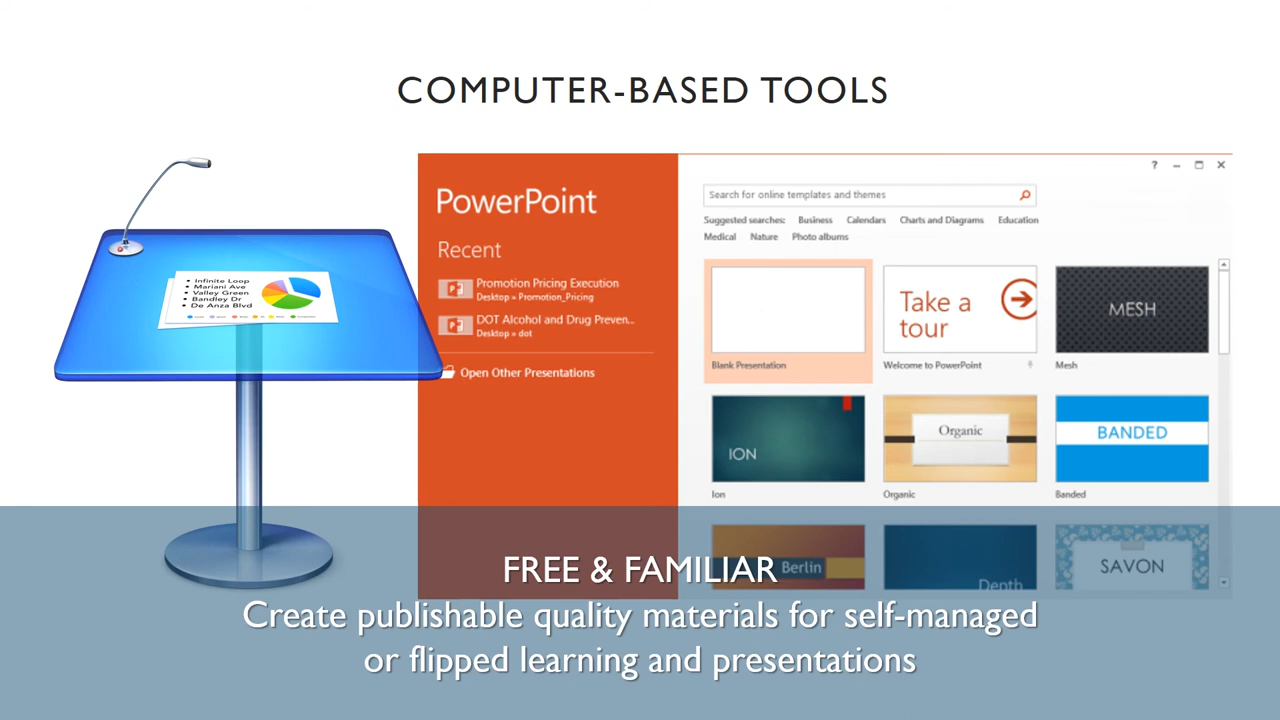 COMPUTER-BASED TOOLS
• Infinite Loop
• Mariani Ave
• Valley Green
• Bandley Dr
• De Anza Blvd
PowerPoint
Recent
Promotion Pricing Execution
Desktop » Promotion_Pricing
DOT Alcohol and Drug Preven...
Desktop » dot
Open Other Presentations
?
Search for online templates and themes
Suggested searches: Business Calendars Charts and Diagrams Education
Medical Nature Photo albums
Blank Presentation
Take a
tour
Welcome to PowerPoint
MESH
Mesh
ION
Ion
Organic
Organic
BANDED
Banded
Berlin
Depth
SAVON
FREE & FAMILIAR
Create publishable quality materials for self-managed
or flipped learning and presentations